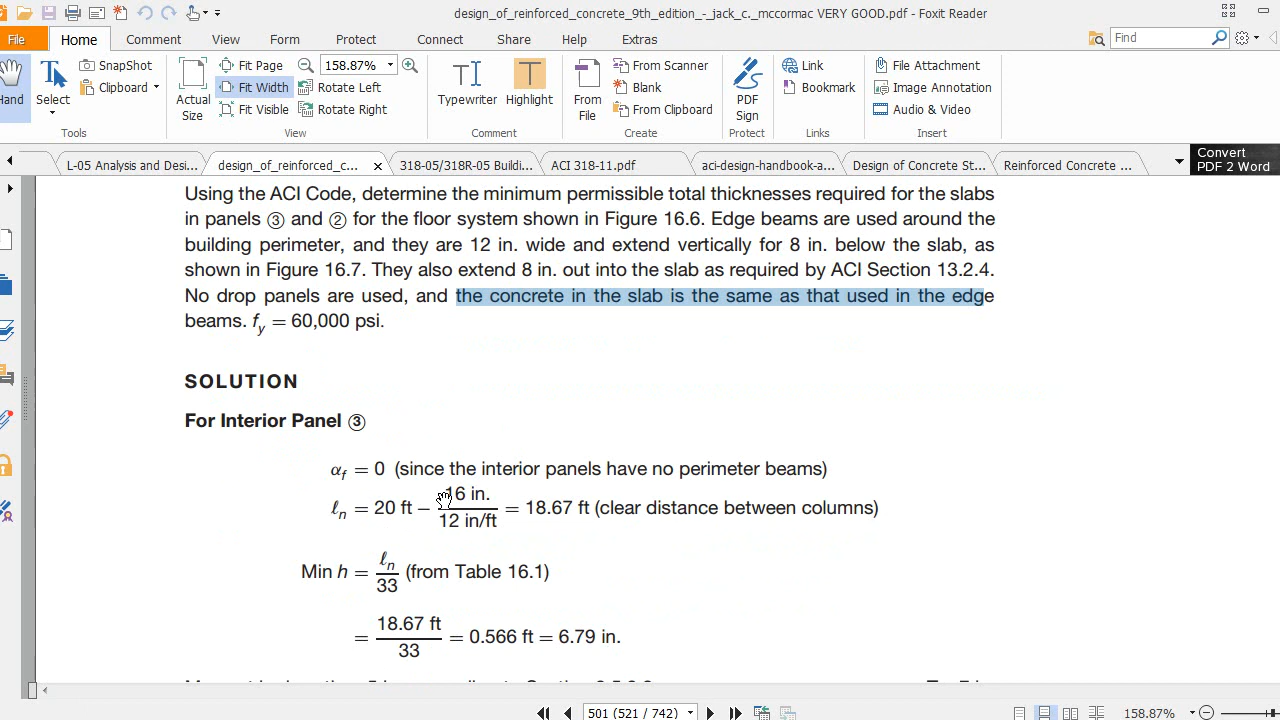 design_of_reinforced_concrete_9th_edition_-_jack_c._mccormac VERY GOOD.pdf - Foxit Reader
File Home Comment View Form Protect Connect Share Help Extras Find
Hand Select SnapShot Clipboard Actual Size Fit Page Fit Width Fit Visible 158.87% Rotate Left Rotate Right Typewriter Highlight From File From Scanner Blank From Clipboard PDF Sign Link Bookmark File Attachment Image Annotation Audio & Video
Tools View Comment Create Protect Links Insert
L-05 Analysis and Desi... design_of_reinforced_c... × 318-05/318R-05 Buildi... ACI 318-11.pdf aci-design-handbook-a... Design of Concrete St... Reinforced Concrete ... Convert PDF 2 Word
Using the ACI Code, determine the minimum permissible total thicknesses required for the slabs
in panels ③ and ② for the floor system shown in Figure 16.6. Edge beams are used around the
building perimeter, and they are 12 in. wide and extend vertically for 8 in. below the slab, as
shown in Figure 16.7. They also extend 8 in. out into the slab as required by ACI Section 13.2.4.
No drop panels are used, and the concrete in the slab is the same as that used in the edge
beams. fy = 60,000 psi.
SOLUTION
For Interior Panel ③
αf = 0 (since the interior panels have no perimeter beams)
ℓn = 20 ft − 16 in. / 12 in/ft = 18.67 ft (clear distance between columns)
Min h = ℓn / 33 (from Table 16.1)
= 18.67 ft / 33 = 0.566 ft = 6.79 in.
501 (521 / 742) 158.87%